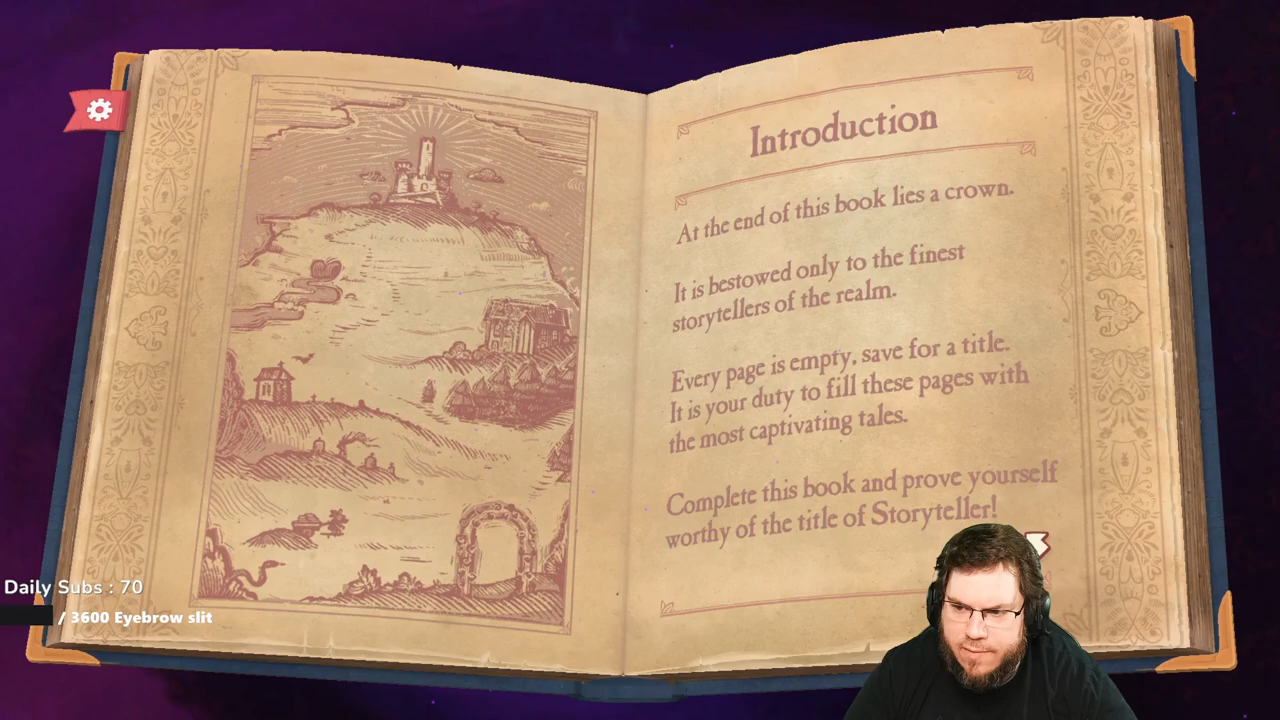 Introduction
At the end of this book lies a crown.
It is bestowed only to the finest
storytellers of the realm.
Every page is empty, save for a title.
It is your duty to fill these pages with
the most captivating tales.
Complete this book and prove yourself
worthy of the title of Storyteller!
Daily Subs : 70
/ 3600 Eyebrow slit